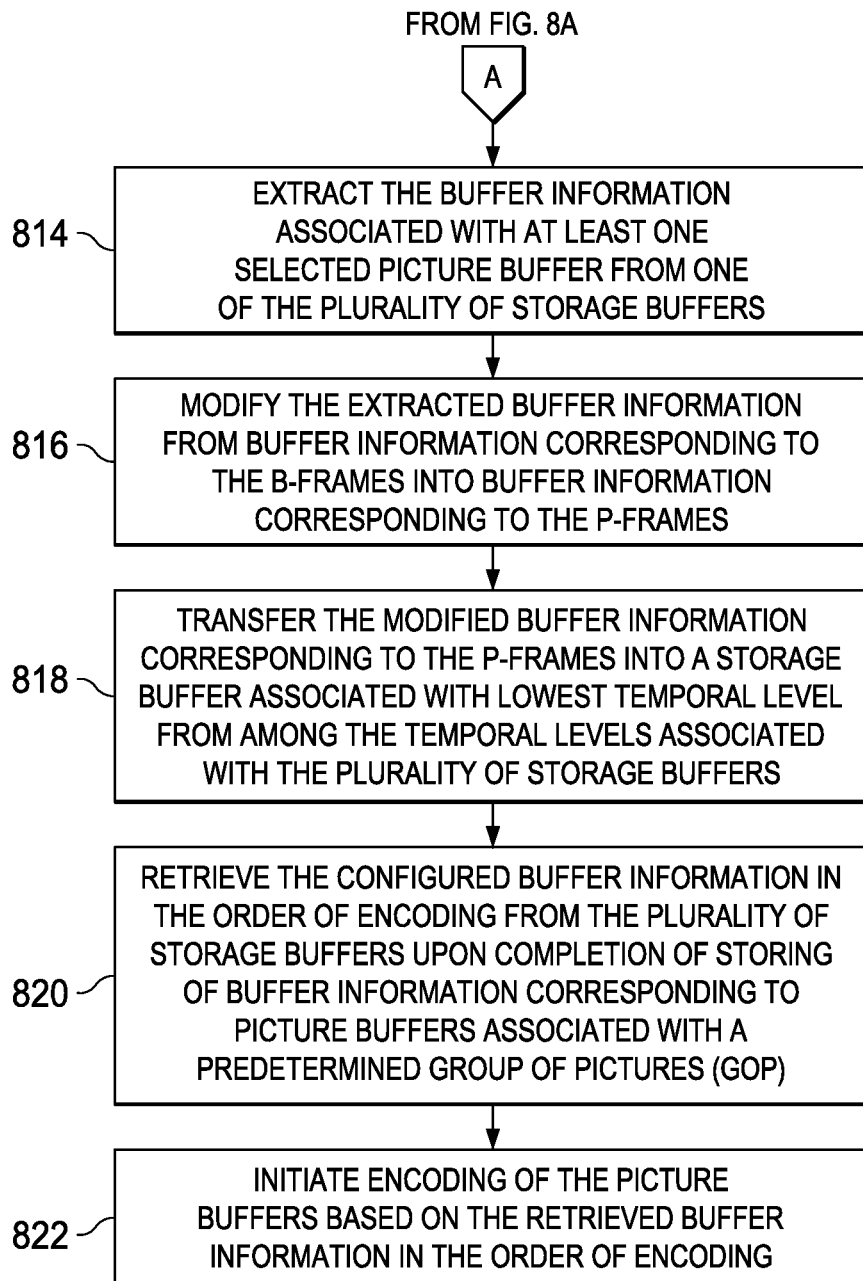 FROM FIG. 8A
A
814
EXTRACT THE BUFFER INFORMATION
ASSOCIATED WITH AT LEAST ONE
SELECTED PICTURE BUFFER FROM ONE
OF THE PLURALITY OF STORAGE BUFFERS
816
MODIFY THE EXTRACTED BUFFER INFORMATION
FROM BUFFER INFORMATION CORRESPONDING TO
THE B-FRAMES INTO BUFFER INFORMATION
CORRESPONDING TO THE P-FRAMES
818
TRANSFER THE MODIFIED BUFFER INFORMATION
CORRESPONDING TO THE P-FRAMES INTO A STORAGE
BUFFER ASSOCIATED WITH LOWEST TEMPORAL LEVEL
FROM AMONG THE TEMPORAL LEVELS ASSOCIATED
WITH THE PLURALITY OF STORAGE BUFFERS
820
RETRIEVE THE CONFIGURED BUFFER INFORMATION IN
THE ORDER OF ENCODING FROM THE PLURALITY OF
STORAGE BUFFERS UPON COMPLETION OF STORING
OF BUFFER INFORMATION CORRESPONDING TO
PICTURE BUFFERS ASSOCIATED WITH A
PREDETERMINED GROUP OF PICTURES (GOP)
822
INITIATE ENCODING OF THE PICTURE
BUFFERS BASED ON THE RETRIEVED BUFFER
INFORMATION IN THE ORDER OF ENCODING